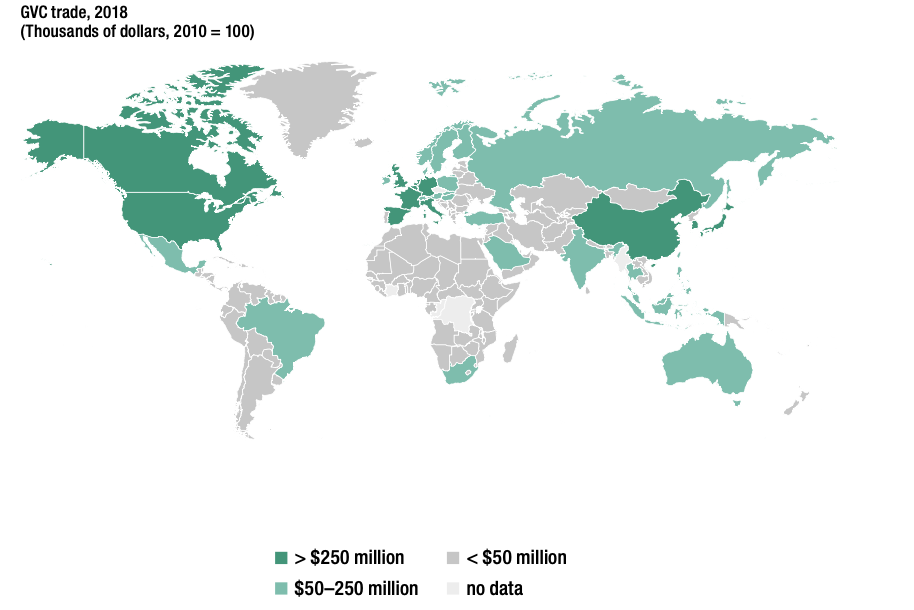 GVC trade, 2018
(Thousands of dollars, 2010 = 100)
> $250 million
< $50 million
$50–250 million
no data